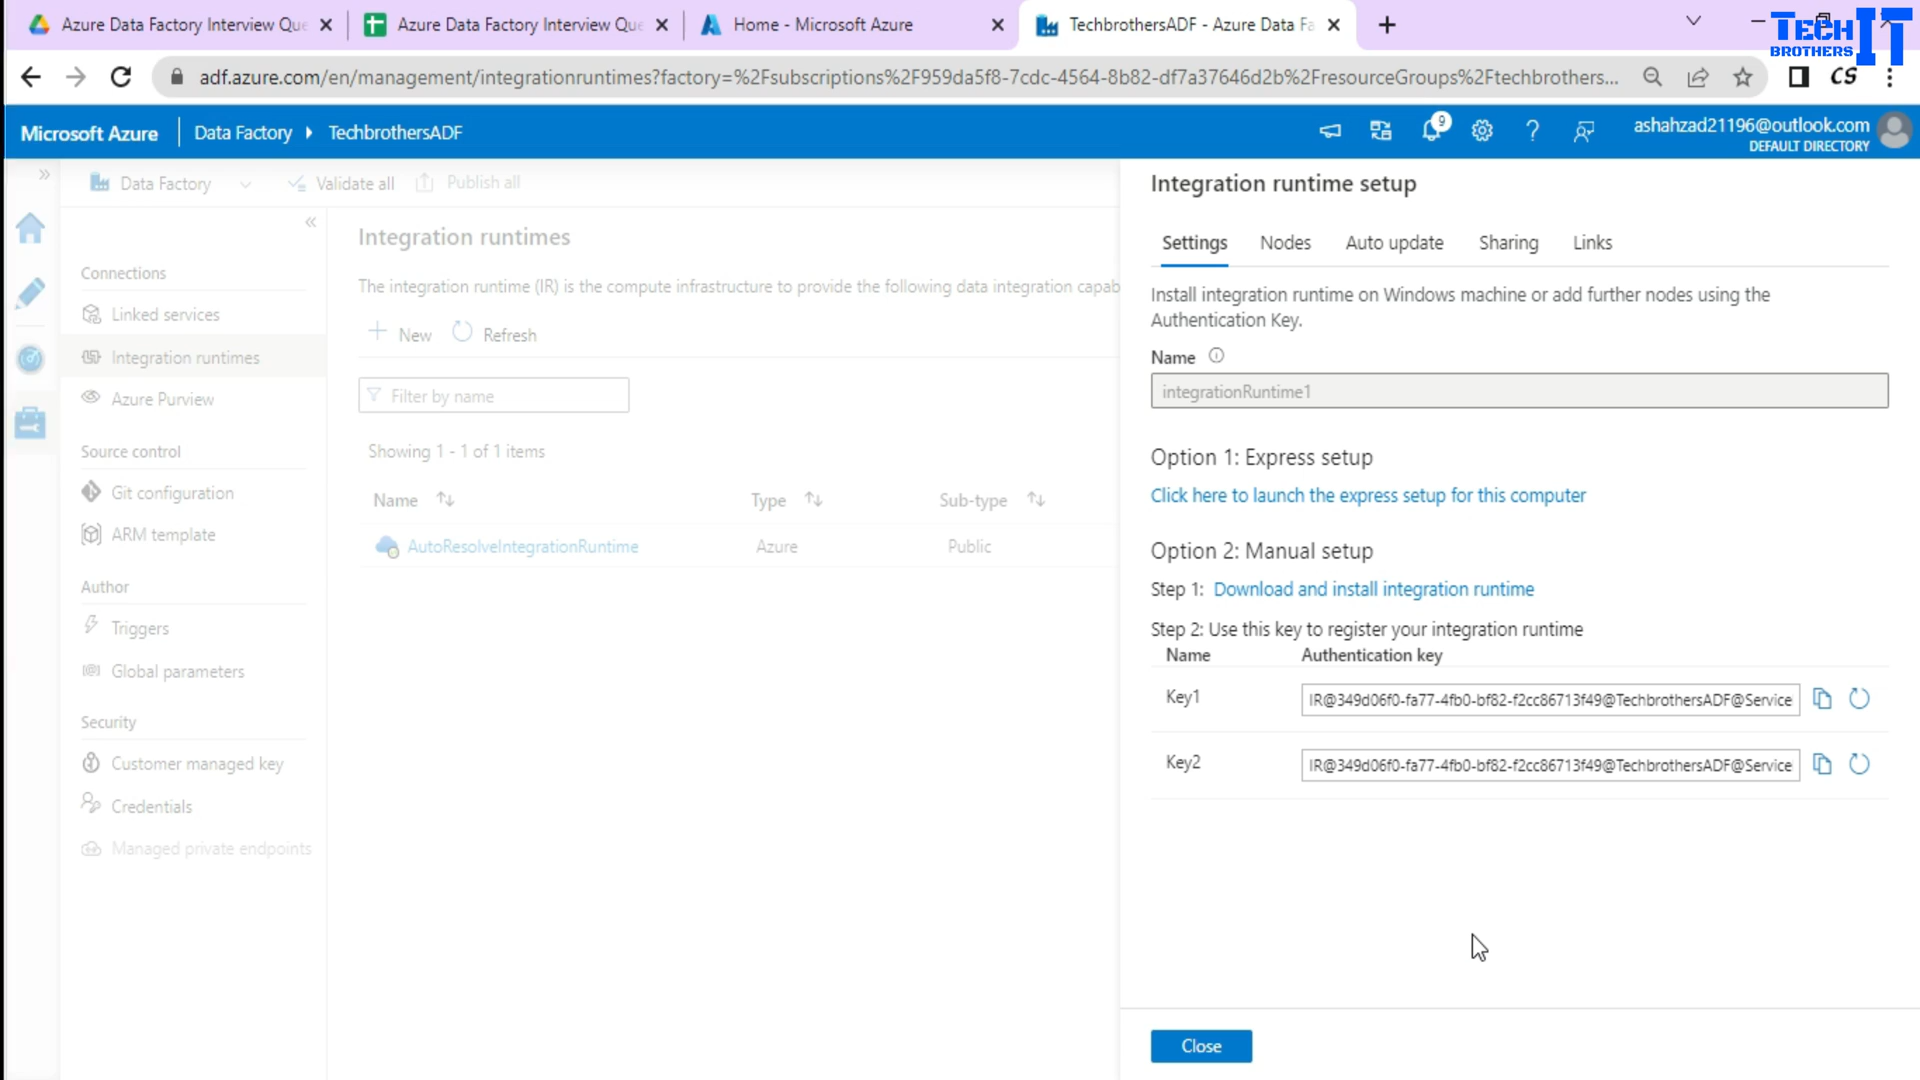 Azure Data Factory Interview Que
Azure Data Factory Interview Que
Home - Microsoft Azure
TechbrothersADF - Azure Data Fa
TECH
BROTHERS
IT
adf.azure.com/en/management/integrationruntimes?factory=%2Fsubscriptions%2F959da5f8-7cdc-4564-8b82-df7a37646d2b%2FresourceGroups%2Ftechbrothers...
CS
Microsoft Azure
Data Factory
TechbrothersADF
9
ashahzad21196@outlook.com
DEFAULT DIRECTORY
Data Factory
Validate all
Publish all
Connections
Linked services
Integration runtimes
Azure Purview
Source control
Git configuration
ARM template
Author
Triggers
Global parameters
Security
Customer managed key
Credentials
Managed private endpoints
Integration runtimes
The integration runtime (IR) is the compute infrastructure to provide the following data integration capab
New
Refresh
Filter by name
Showing 1 - 1 of 1 items
Name
Type
Sub-type
AutoResolveIntegrationRuntime
Azure
Public
Integration runtime setup
Settings
Nodes
Auto update
Sharing
Links
Install integration runtime on Windows machine or add further nodes using the
Authentication Key.
Name
integrationRuntime1
Option 1: Express setup
Click here to launch the express setup for this computer
Option 2: Manual setup
Step 1: Download and install integration runtime
Step 2: Use this key to register your integration runtime
Name
Authentication key
Key1
IR@349d06f0-fa77-4fb0-bf82-f2cc86713f49@TechbrothersADF@Service
Key2
IR@349d06f0-fa77-4fb0-bf82-f2cc86713f49@TechbrothersADF@Service
Close